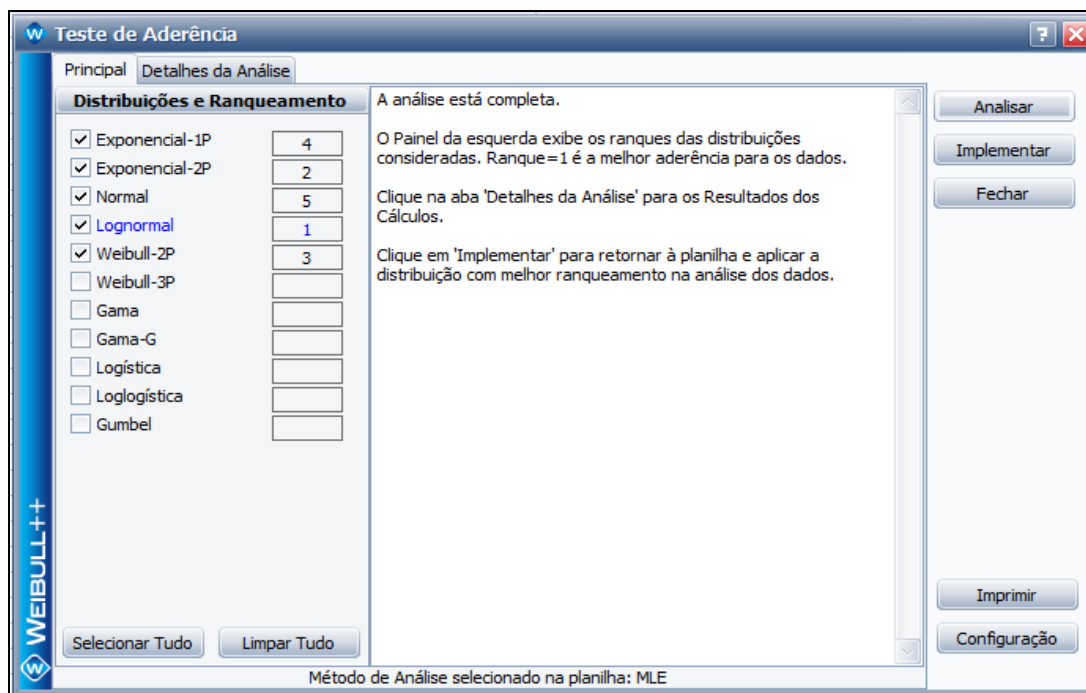 Teste de Aderência
?
Principal
Detalhes da Análise
Distribuições e Ranqueamento
Exponencial-1P 4
Exponencial-2P 2
Normal 5
Lognormal 1
Weibull-2P 3
Weibull-3P
Gama
Gama-G
Logística
Loglogística
Gumbel
Selecionar Tudo
Limpar Tudo
A análise está completa.
O Painel da esquerda exibe os ranques das distribuições
consideradas. Ranque=1 é a melhor aderência para os dados.
Clique na aba 'Detalhes da Análise' para os Resultados dos
Cálculos.
Clique em 'Implementar' para retornar à planilha e aplicar a
distribuição com melhor ranqueamento na análise dos dados.
Analisar
Implementar
Fechar
Imprimir
Configuração
WEIBULL++
Método de Análise selecionado na planilha: MLE